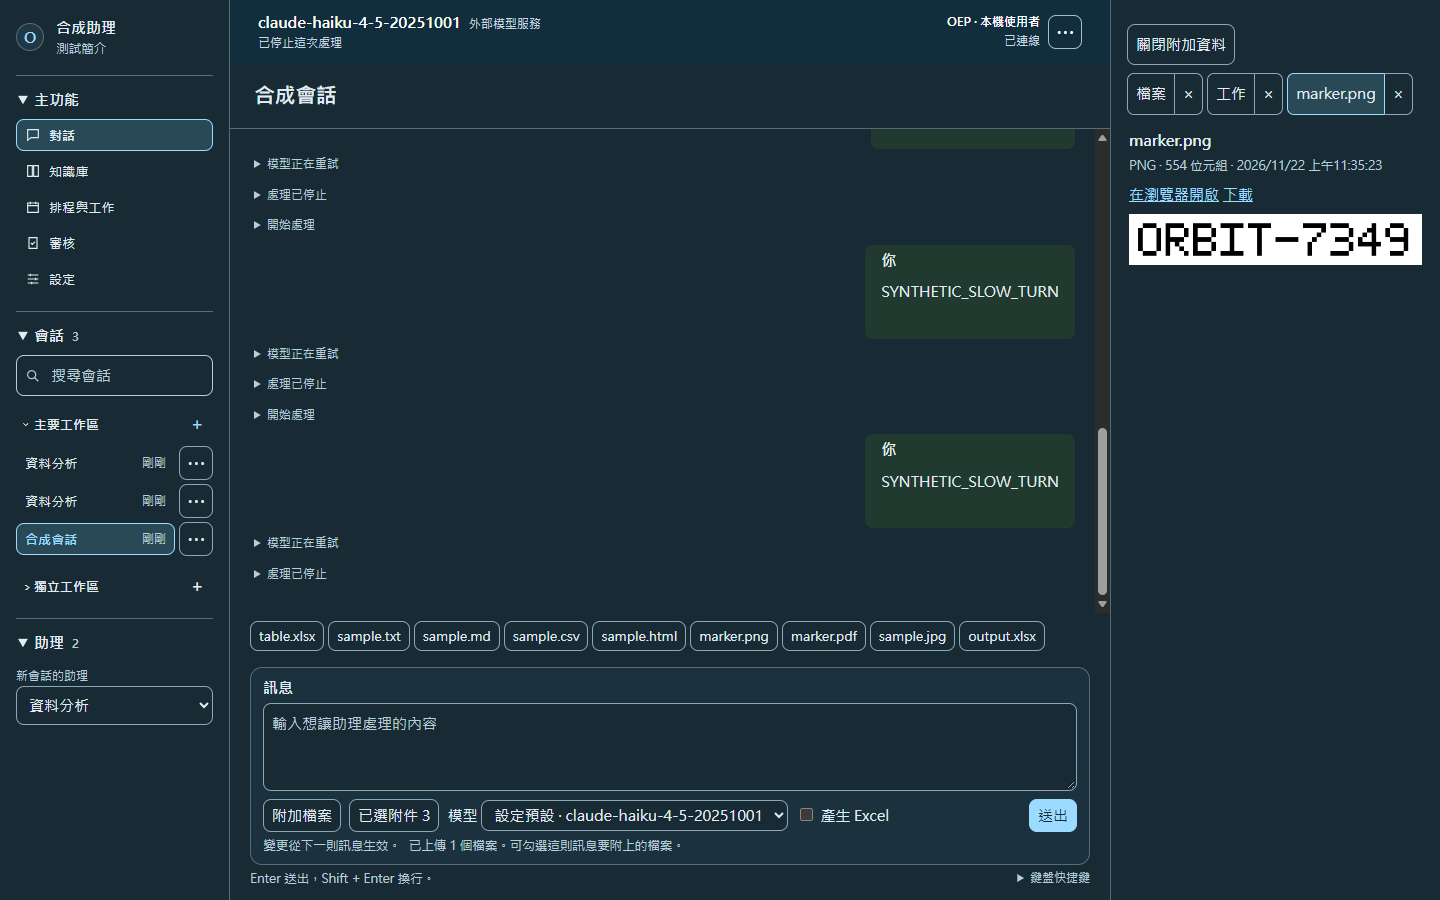 O
合成助理
測試簡介
▼ 主功能
對話
知識庫
排程與工作
審核
設定
▼ 會話 3
搜尋會話
主要工作區 +
資料分析 剛剛 ...
資料分析 剛剛 ...
合成會話 剛剛 ...
獨立工作區 +
▼ 助理 2
新會話的助理
資料分析
claude-haiku-4-5-20251001 外部模型服務
已停止這次處理
OEP · 本機使用者
已連線
...
合成會話
▶ 模型正在重試
▶ 處理已停止
▶ 開始處理
你
SYNTHETIC_SLOW_TURN
▶ 模型正在重試
▶ 處理已停止
▶ 開始處理
你
SYNTHETIC_SLOW_TURN
▶ 模型正在重試
▶ 處理已停止
table.xlsx sample.txt sample.md sample.csv sample.html marker.png marker.pdf sample.jpg output.xlsx
訊息
輸入想讓助理處理的內容
附加檔案 已選附件 3 模型 設定預設 · claude-haiku-4-5-20251001 產生 Excel 送出
變更從下一則訊息生效。 已上傳 1 個檔案。可勾選這則訊息要附上的檔案。
Enter 送出，Shift + Enter 換行。 ▶ 鍵盤快捷鍵
關閉附加資料
檔案 × 工作 × marker.png ×
marker.png
PNG · 554 位元組 · 2026/11/22 上午11:35:23
在瀏覽器開啟 下載
ORBIT-7349